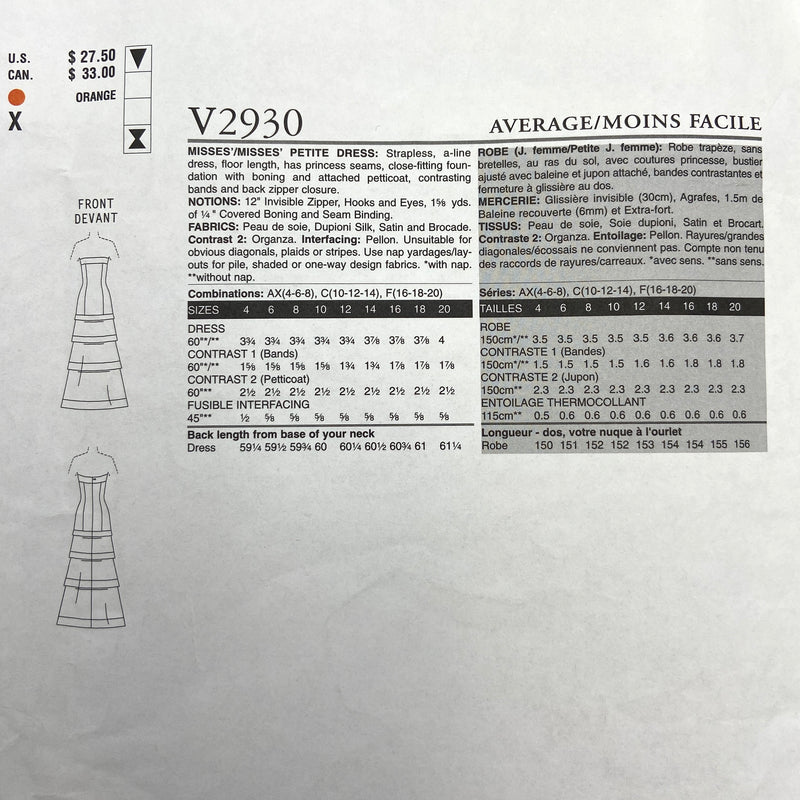 U.S. $ 27.50
CAN. $ 33.00
ORANGE
X
FRONT
DEVANT
V2930
AVERAGE/MOINS FACILE
MISSES'/MISSES' PETITE DRESS: Strapless, a-line
dress, floor length, has princess seams, close-fitting foun-
dation with boning and attached petticoat, contrasting
bands and back zipper closure.
NOTIONS: 12" Invisible Zipper, Hooks and Eyes, 1⅝ yds.
of ¼" Covered Boning and Seam Binding.
FABRICS: Peau de soie, Dupioni Silk, Satin and Brocade.
Contrast 2: Organza. Interfacing: Pellon. Unsuitable for
obvious diagonals, plaids or stripes. Use nap yardages/lay-
outs for pile, shaded or one-way design fabrics. *with nap.
**without nap.
Combinations: AX(4-6-8), C(10-12-14), F(16-18-20)
SIZES 4 6 8 10 12 14 16 18 20
DRESS
60"*/** 3¾ 3¾ 3¾ 3¾ 3¾ 3⅞ 3⅞ 3⅞ 4
CONTRAST 1 (Bands)
60"*/** 1⅝ 1⅝ 1⅝ 1⅝ 1¾ 1¾ 1⅞ 1⅞ 1⅞
CONTRAST 2 (Petticoat)
60"** 2½ 2½ 2½ 2½ 2½ 2½ 2½ 2½ 2½
FUSIBLE INTERFACING
45"** ½ ⅝ ⅝ ⅝ ⅝ ⅝ ⅝ ⅝ ⅝
Back length from base of your neck
Dress 59¼ 59½ 59¾ 60 60¼ 60½ 60¾ 61 61¼
ROBE (J. femme/Petite J. femme): Robe trapèze, sans
bretelles, au ras du sol, avec coutures princesse, bustier
ajusté avec baleine et jupon attaché, bandes contrastantes et
fermeture à glissière au dos.
MERCERIE: Glissière invisible (30cm), Agrafes, 1.5m de
Baleine recouverte (6mm) et Extra-fort.
TISSUS: Peau de soie, Soie dupioni, Satin et Brocart.
Contraste 2: Organza. Entoilage: Pellon. Rayures/grandes
diagonales/écossais ne conviennent pas. Compte non tenu
des raccords de rayures/carreaux. *avec sens. **sans sens.
Séries: AX(4-6-8), C(10-12-14), F(16-18-20)
TAILLES 4 6 8 10 12 14 16 18 20
ROBE
150cm*/** 3.5 3.5 3.5 3.5 3.5 3.6 3.6 3.6 3.7
CONTRASTE 1 (Bandes)
150cm*/** 1.5 1.5 1.5 1.5 1.6 1.6 1.8 1.8 1.8
CONTRASTE 2 (Jupon)
150cm** 2.3 2.3 2.3 2.3 2.3 2.3 2.3 2.3 2.3
ENTOILAGE THERMOCOLLANT
115cm** 0.5 0.6 0.6 0.6 0.6 0.6 0.6 0.6 0.6
Longueur - dos, votre nuque à l'ourlet
Robe 150 151 152 152 153 154 154 155 156